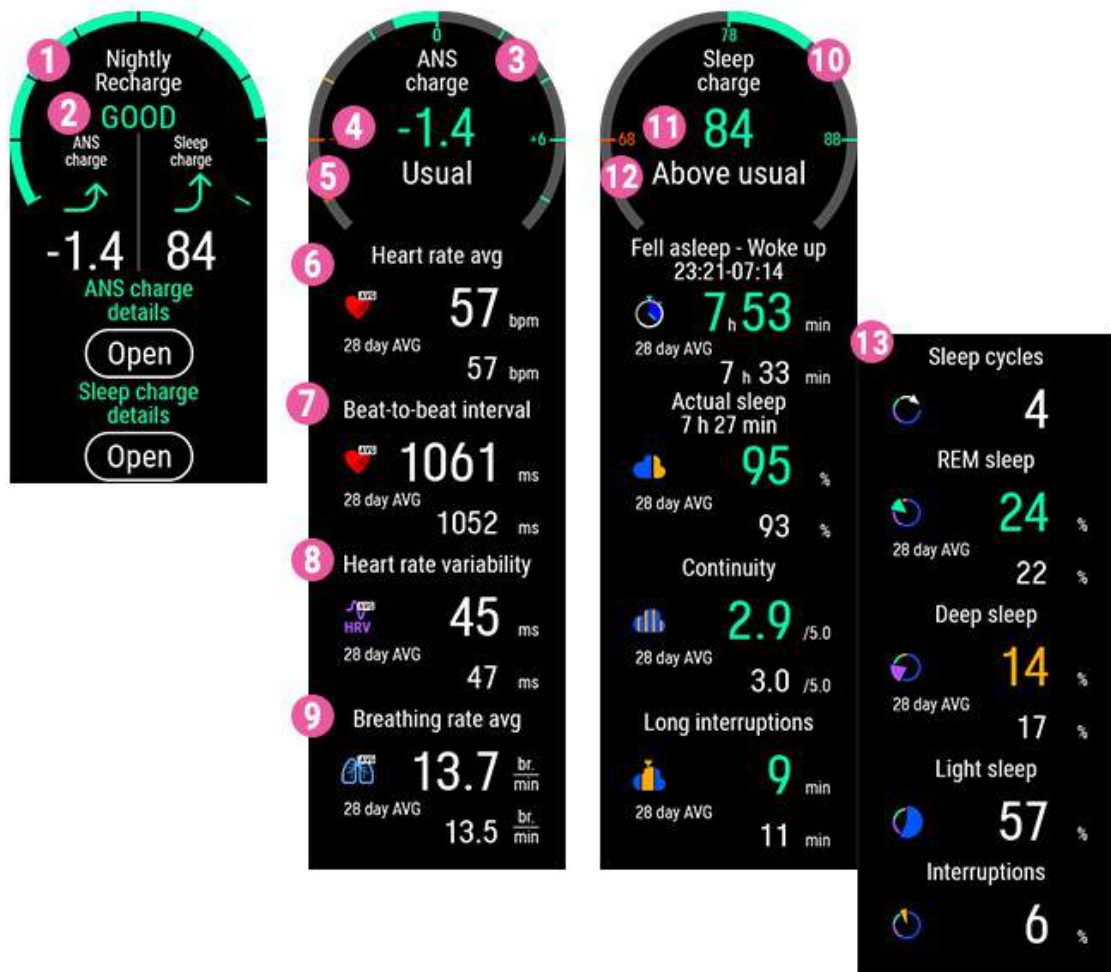 1
Nightly
Recharge
2
GOOD
ANS
charge
Sleep
charge
-1.4
84
ANS charge
details
Open
Sleep charge
details
Open
0
ANS
charge
3
4
-1.4
+6
5
Usual
6
Heart rate avg
AVG
57 bpm
28 day AVG
57 bpm
7
Beat-to-beat interval
AVG
1061 ms
28 day AVG
1052 ms
8
Heart rate variability
AVG
HRV
45 ms
28 day AVG
47 ms
9
Breathing rate avg
AVG
13.7 br.
min
28 day AVG
13.5 br.
min
78
Sleep
charge
10
11
84
68
88
12
Above usual
Fell asleep - Woke up
23:21-07:14
7 h 53 min
28 day AVG
7 h 33 min
Actual sleep
7 h 27 min
95 %
28 day AVG
93 %
Continuity
2.9 /5.0
28 day AVG
3.0 /5.0
Long interruptions
9 min
28 day AVG
11 min
13
Sleep cycles
4
REM sleep
24 %
28 day AVG
22 %
Deep sleep
14 %
28 day AVG
17 %
Light sleep
57 %
Interruptions
6 %